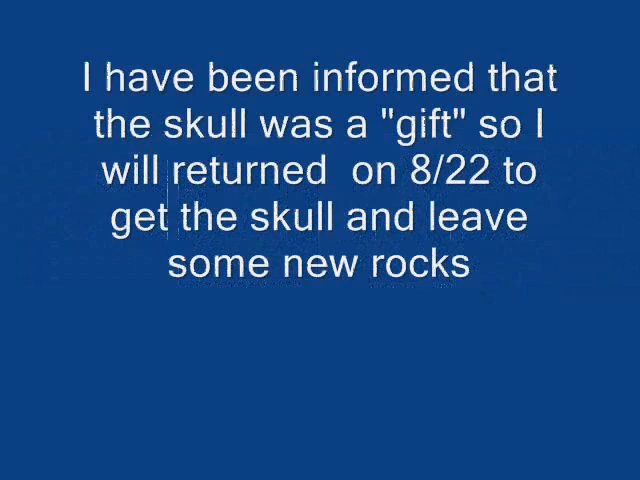 I have been informed that
the skull was a "gift" so I
will returned  on 8/22 to
get the skull and leave
some new rocks